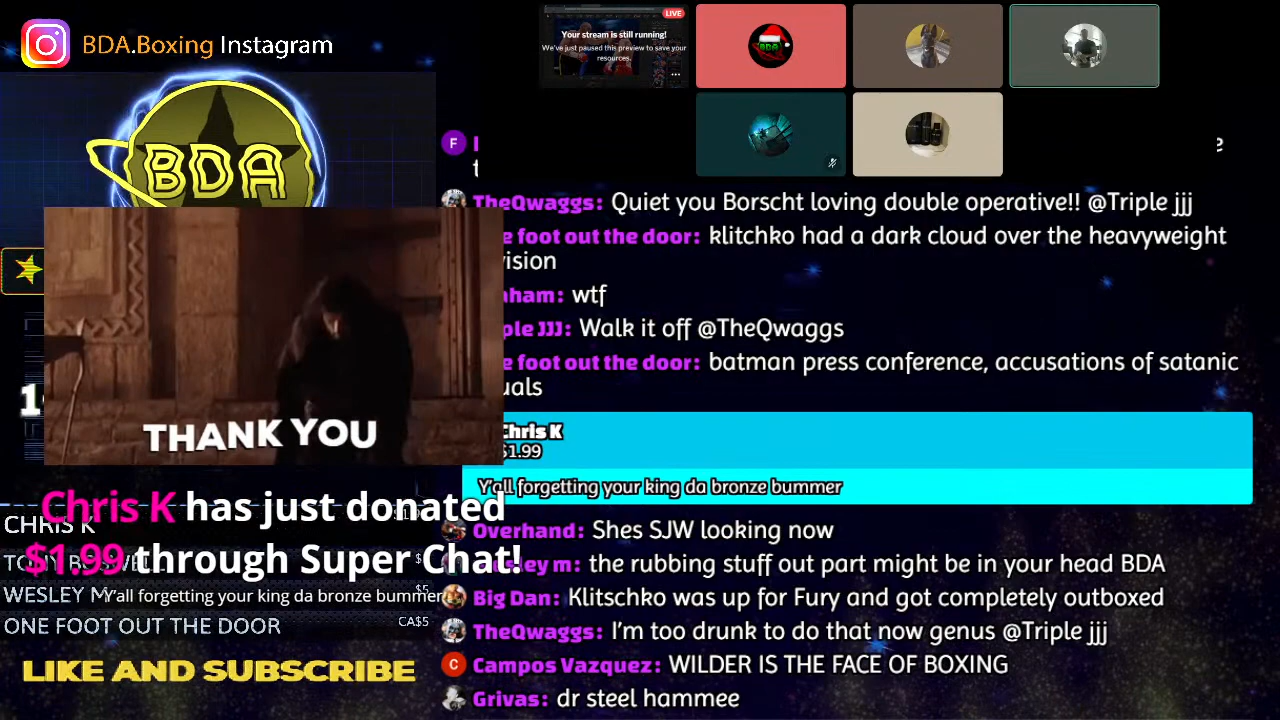 BDA.Boxing Instagram
LIVE
Your stream is still running!
We've just paused this preview to save your
resources.
BDA
BDA
F
TheQwaggs: Quiet you Borscht loving double operative!! @Triple jjj
e foot out the door: klitchko had a dark cloud over the heavyweight
vision
aham: wtf
ple JJJ: Walk it off @TheQwaggs
e foot out the door: batman press conference, accusations of satanic
uals
THANK YOU
Chris K
$1.99
Y'all forgetting your king da bronze bummer
Chris K has just donated
$1.99 through Super Chat!
Y'all forgetting your king da bronze bummer
CHRIS K
WESLEY M
$5
ONE FOOT OUT THE DOOR
CA$5
LIKE AND SUBSCRIBE
Overhand: Shes SJW looking now
sley m: the rubbing stuff out part might be in your head BDA
Big Dan: Klitschko was up for Fury and got completely outboxed
TheQwaggs: I'm too drunk to do that now genus @Triple jjj
C Campos Vazquez: WILDER IS THE FACE OF BOXING
Grivas: dr steel hammee